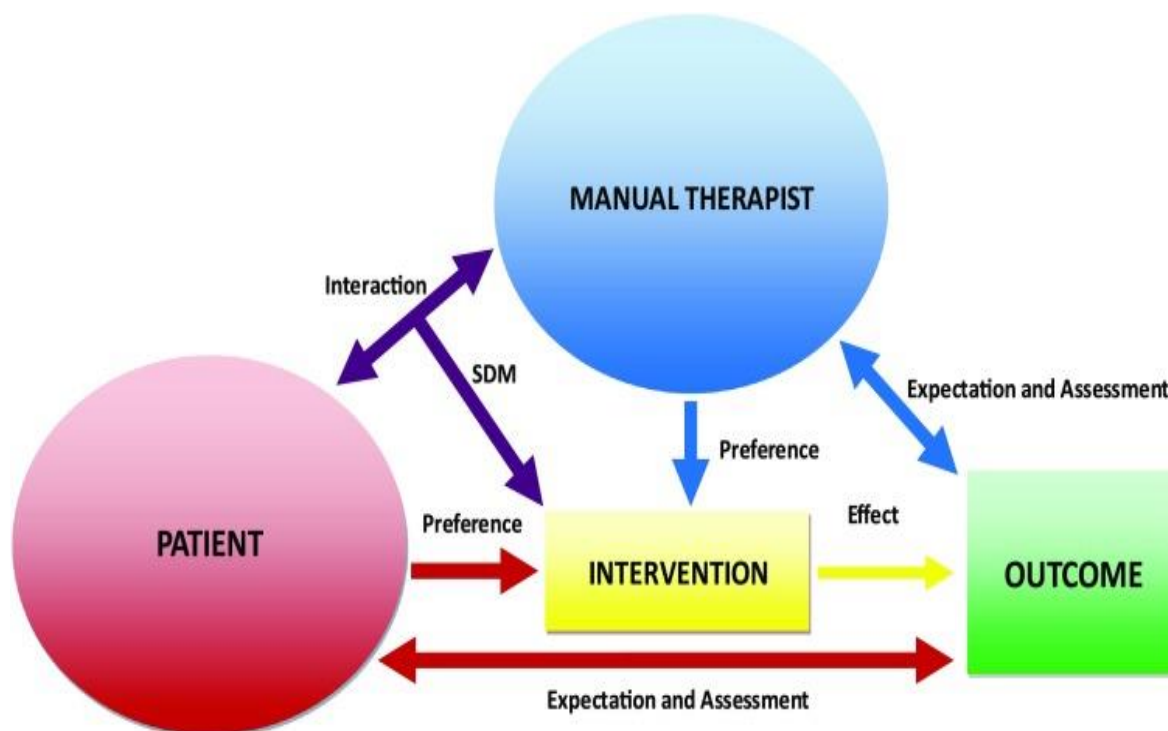 MANUAL THERAPIST
Interaction
SDM
Expectation and Assessment
Preference
Preference
Effect
PATIENT
INTERVENTION
OUTCOME
Expectation and Assessment